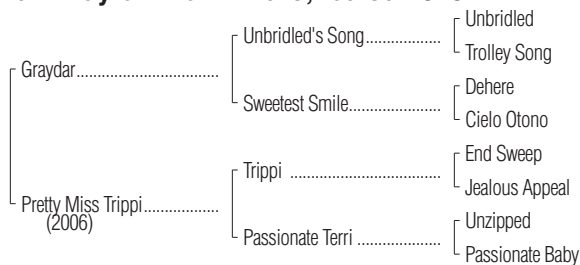 Unbridled
Unbridled's Song
Trolley Song
Graydar
Dehere
Sweetest Smile
Cielo Otono
End Sweep
Trippi
Jealous Appeal
Pretty Miss Trippi
(2006)
Unzipped
Passionate Terri
Passionate Baby